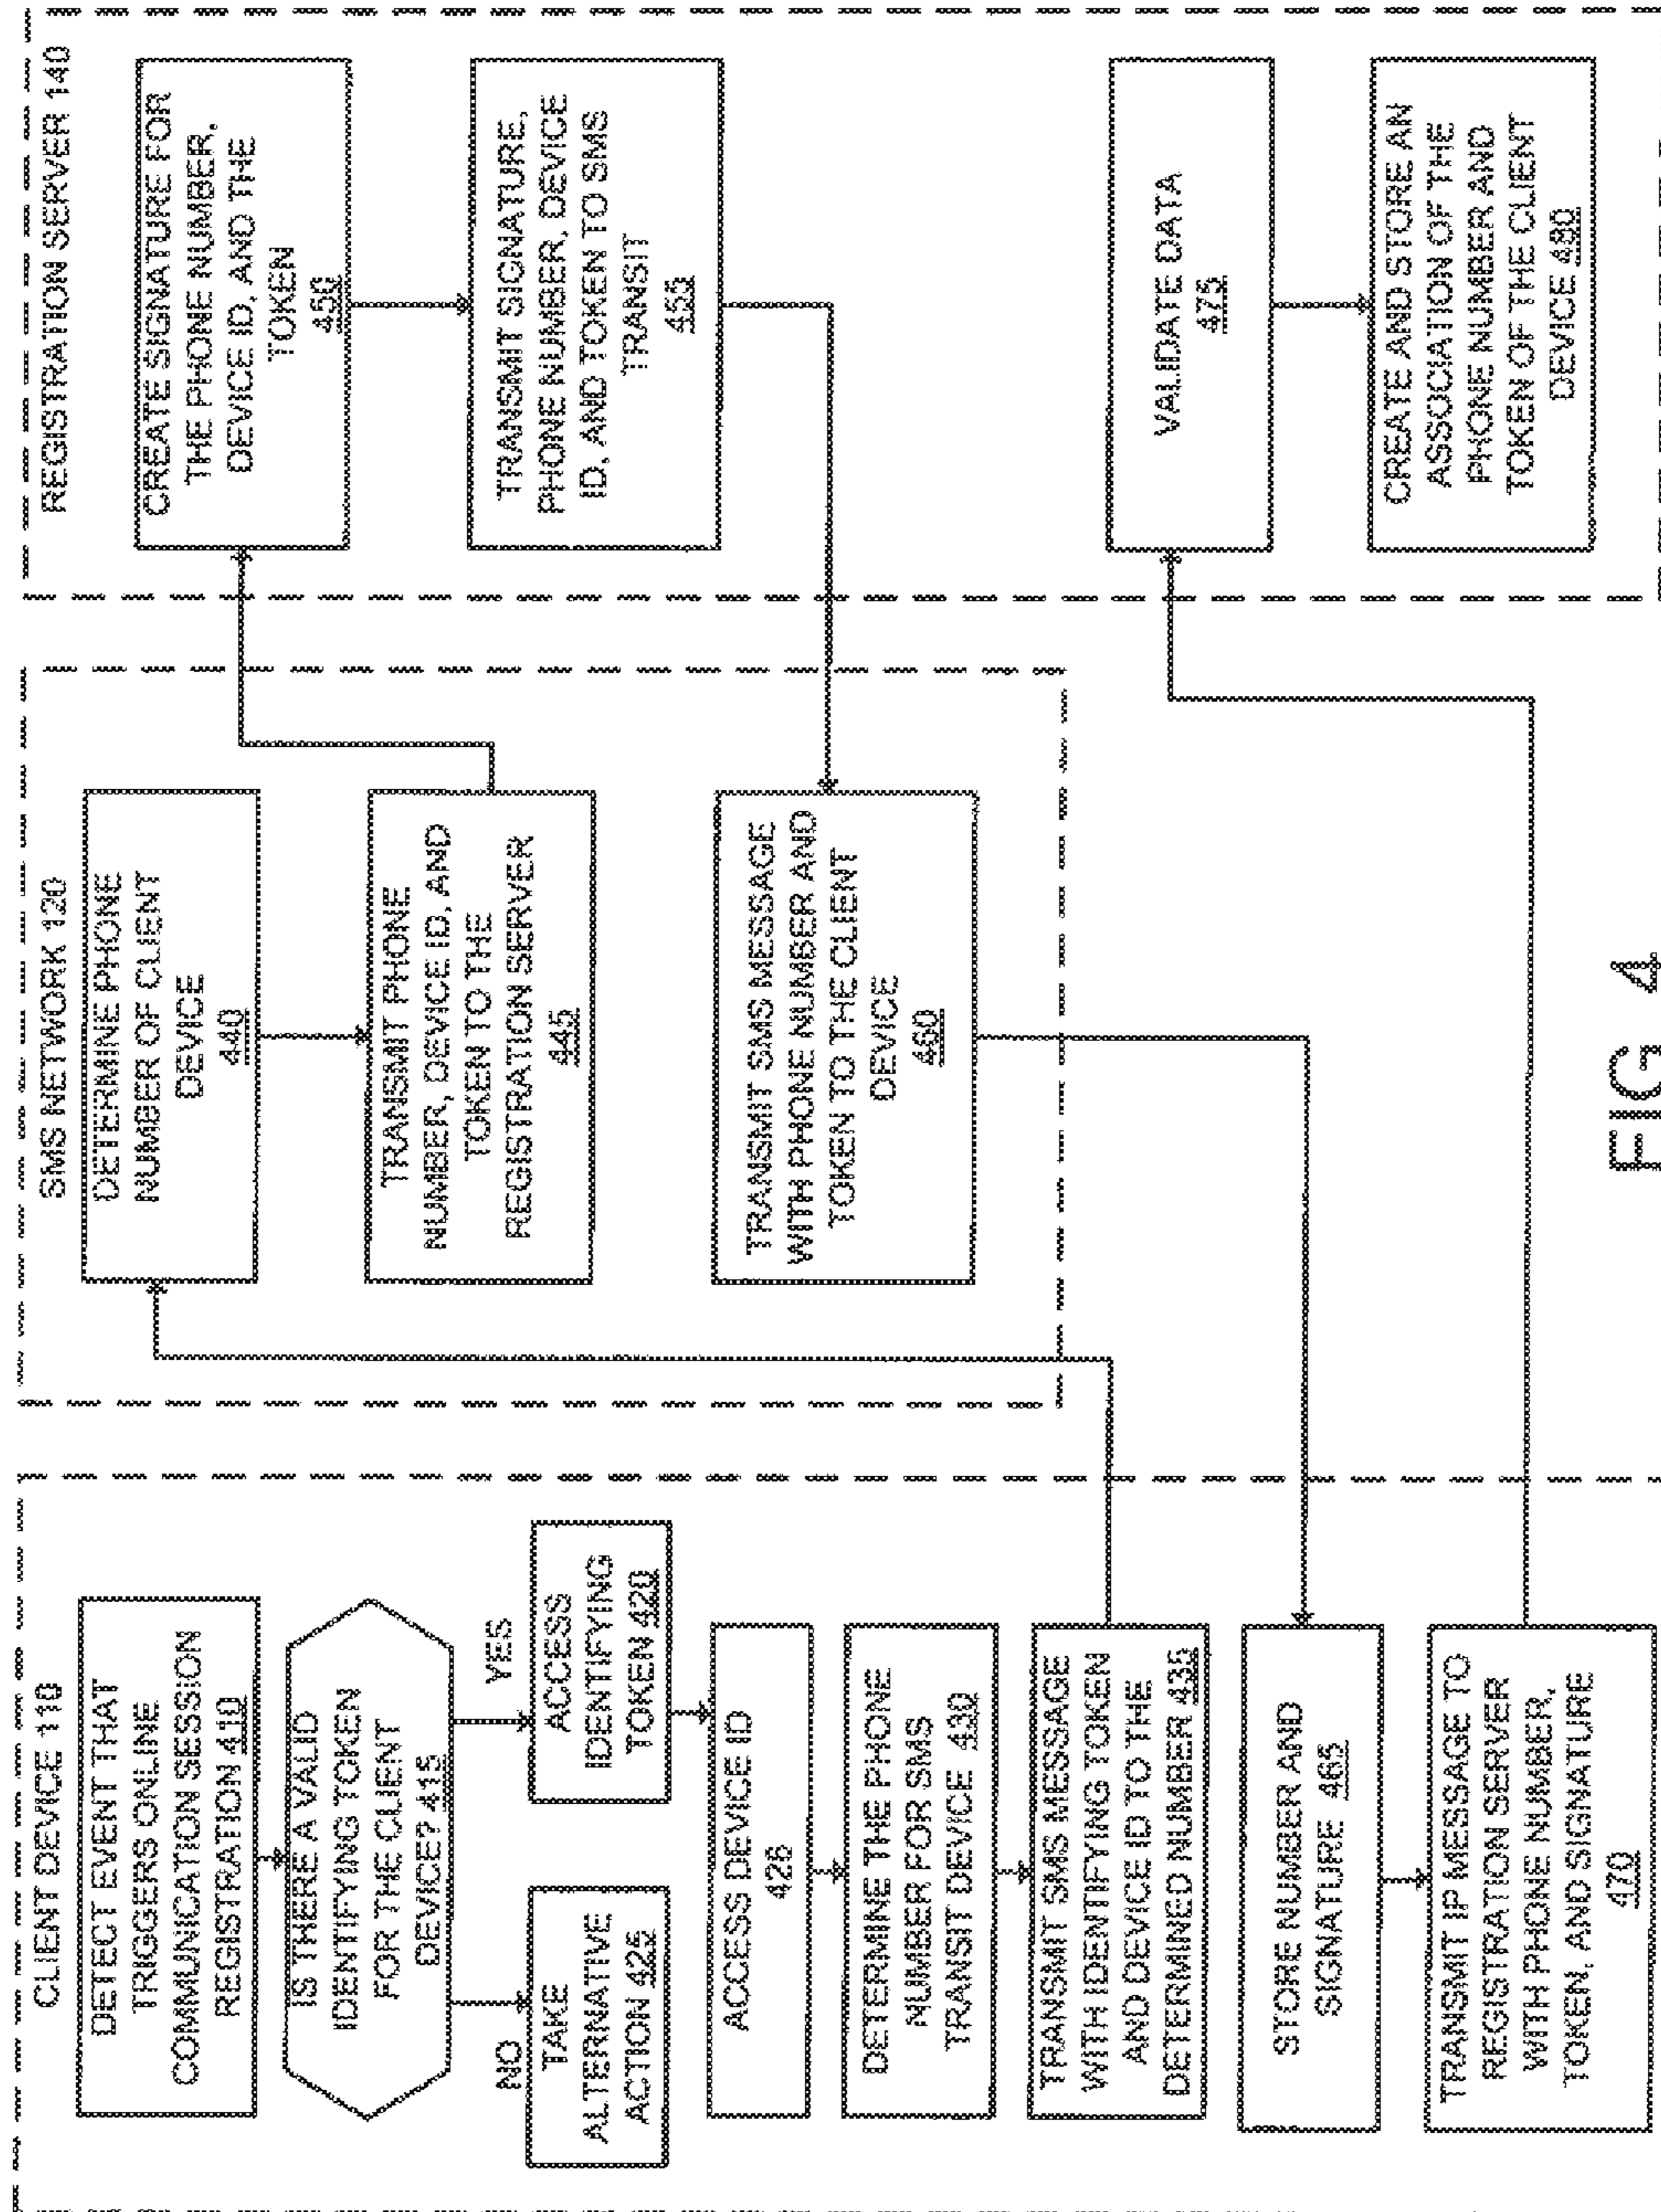 CLIENT DEVICE 110
DETECT EVENT THAT
TRIGGERS ONLINE
COMMUNICATION SESSION
REGISTRATION 410
IS THERE A VALID
IDENTIFYING TOKEN
FOR THE CLIENT
DEVICE? 415
NO
YES
TAKE
ALTERNATIVE
ACTION 425
ACCESS
IDENTIFYING
TOKEN 420
ACCESS DEVICE ID
426
DETERMINE THE PHONE
NUMBER FOR SMS
TRANSIT DEVICE 430
TRANSMIT SMS MESSAGE
WITH IDENTIFYING TOKEN
AND DEVICE ID TO THE
DETERMINED NUMBER 435
STORE NUMBER AND
SIGNATURE 465
TRANSMIT IP MESSAGE TO
REGISTRATION SERVER
WITH PHONE NUMBER,
TOKEN, AND SIGNATURE
470
SMS NETWORK 120
DETERMINE PHONE
NUMBER OF CLIENT
DEVICE
440
TRANSMIT PHONE
NUMBER, DEVICE ID, AND
TOKEN TO THE
REGISTRATION SERVER
445
TRANSMIT SMS MESSAGE
WITH PHONE NUMBER AND
TOKEN TO THE CLIENT
DEVICE
460
REGISTRATION SERVER 140
CREATE SIGNATURE FOR
THE PHONE NUMBER,
DEVICE ID, AND THE
TOKEN
450
TRANSMIT SIGNATURE,
PHONE NUMBER, DEVICE
ID, AND TOKEN TO SMS
TRANSIT
455
VALIDATE DATA
475
CREATE AND STORE AN
ASSOCIATION OF THE
PHONE NUMBER AND
TOKEN OF THE CLIENT
DEVICE 480
FIG 4